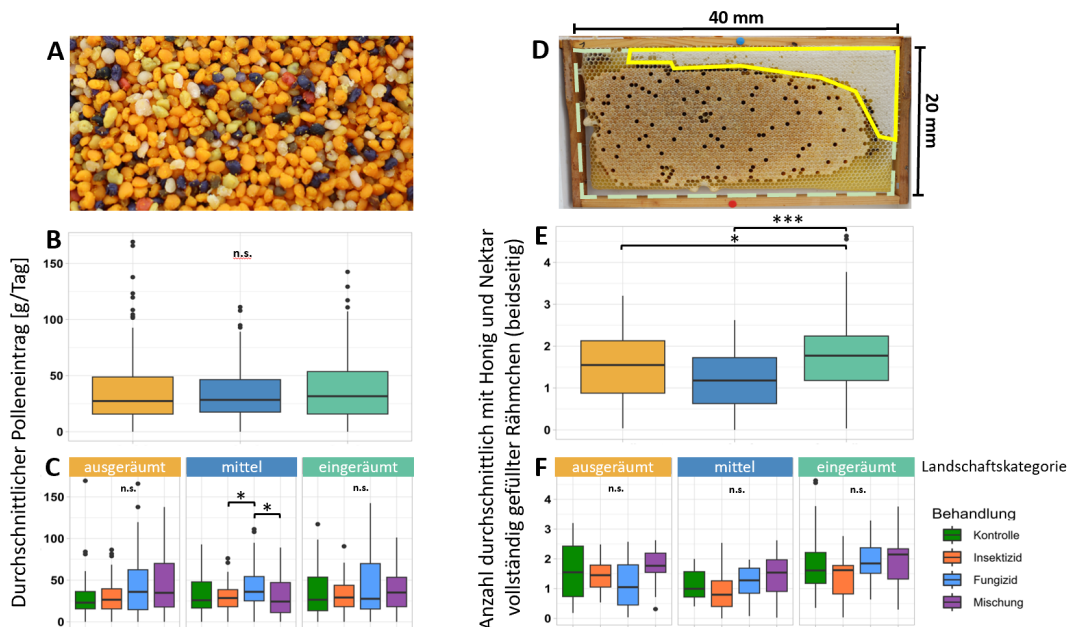 A
B
C
Durchschnittlicher Polleneintrag [g/Tag]
n.s.
150
100
50
0
ausgeräumt
mittel
eingeräumt
n.s.
*
*
n.s.
150
100
50
0
D
40 mm
20 mm
E
F
Anzahl durchschnittlich mit Honig und Nektar
vollständig gefüllter Rähmchen (beidseitig)
***
*
4
3
2
1
0
ausgeräumt
mittel
eingeräumt
Landschaftskategorie
n.s.
n.s.
n.s.
4
3
2
1
0
Behandlung
Kontrolle
Insektizid
Fungizid
Mischung